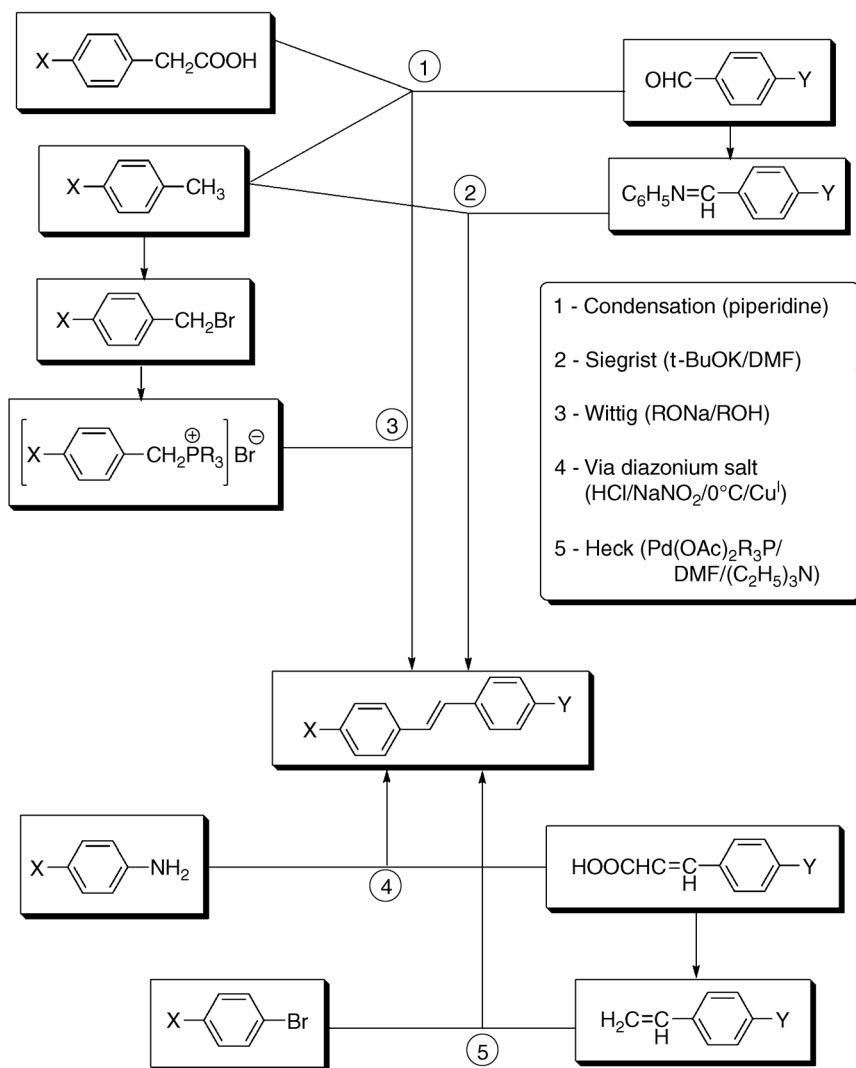 X CH₂COOH
1
OHC Y
X CH₃
2
C₆H₅N=C Y
H
X CH₂Br
1 - Condensation (piperidine)
2 - Siegrist (t-BuOK/DMF)
3 - Wittig (RONa/ROH)
4 - Via diazonium salt
(HCl/NaNO₂/0°C/Cuᴵ)
5 - Heck (Pd(OAc)₂R₃P/
DMF/(C₂H₅)₃N)
3
[X CH₂P⊕R₃] Br⊖
X Y
X NH₂
4
HOOCHC=C Y
H
X Br
5
H₂C=C Y
H